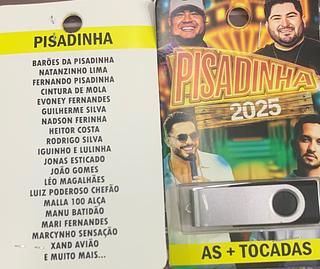 PISADINHA
BARÕES DA PISADINHA
NATANZINHO LIMA
FERNANDO PISADINHA
CINTURA DE MOLA
EVONEY FERNANDES
GUILHERME SILVA
NADSON FERINHA
HEITOR COSTA
RODRIGO SILVA
IGUINHO E LULINHA
JONAS ESTICADO
JOÃO GOMES
LÉO MAGALHÃES
LUIZ PODEROSO CHEFÃO
MALLA 100 ALÇA
MANU BATIDÃO
MARI FERNANDES
MARCYNHO SENSAÇÃO
XAND AVIÃO
E MUITO MAIS...
PISADINHA
2025
AS + TOCADAS